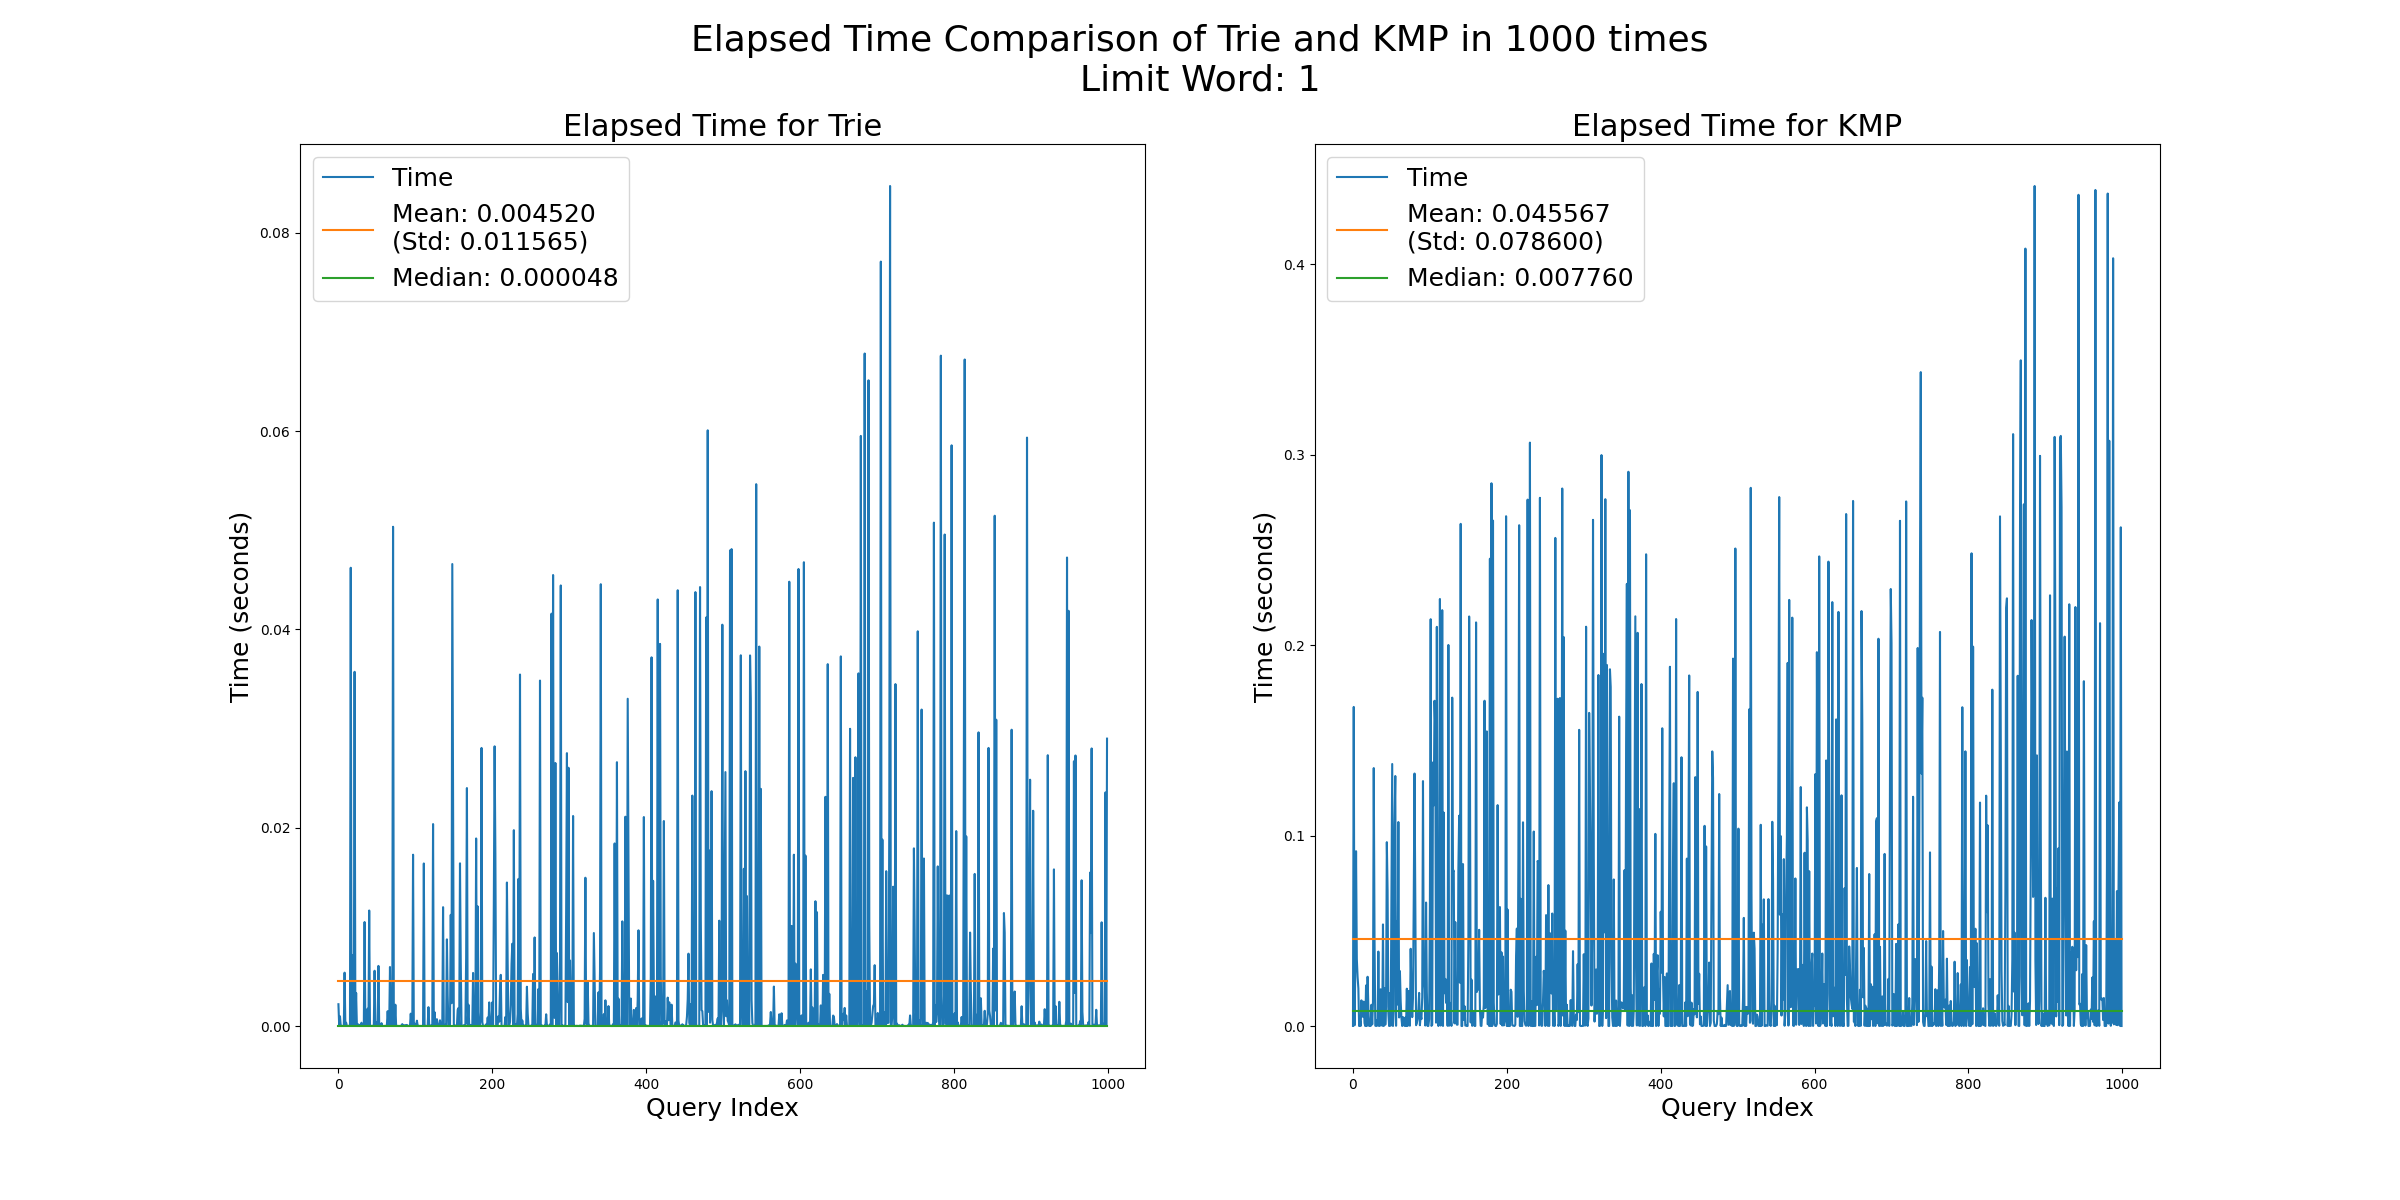 Elapsed Time Comparison of Trie and KMP in 1000 times
Limit Word: 1
Elapsed Time for Trie
Time
Mean: 0.004520
(Std: 0.011565)
Median: 0.000048
0.08
0.06
0.04
0.02
0.00
Time (seconds)
0
200
400
600
800
1000
Query Index
Elapsed Time for KMP
Time
Mean: 0.045567
(Std: 0.078600)
Median: 0.007760
0.4
0.3
0.2
0.1
0.0
Time (seconds)
0
200
400
600
800
1000
Query Index